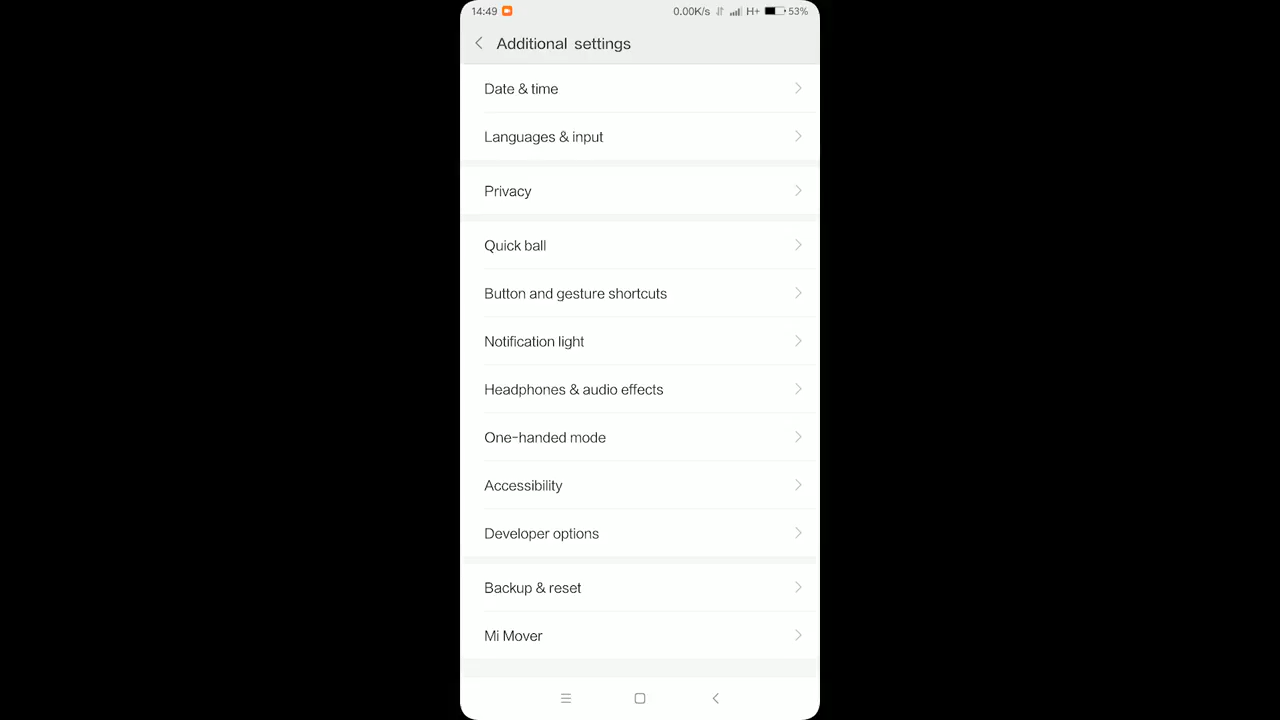 14:49 0.00K/s H+ 53%
Additional settings
Date & time
Languages & input
Privacy
Quick ball
Button and gesture shortcuts
Notification light
Headphones & audio effects
One-handed mode
Accessibility
Developer options
Backup & reset
Mi Mover